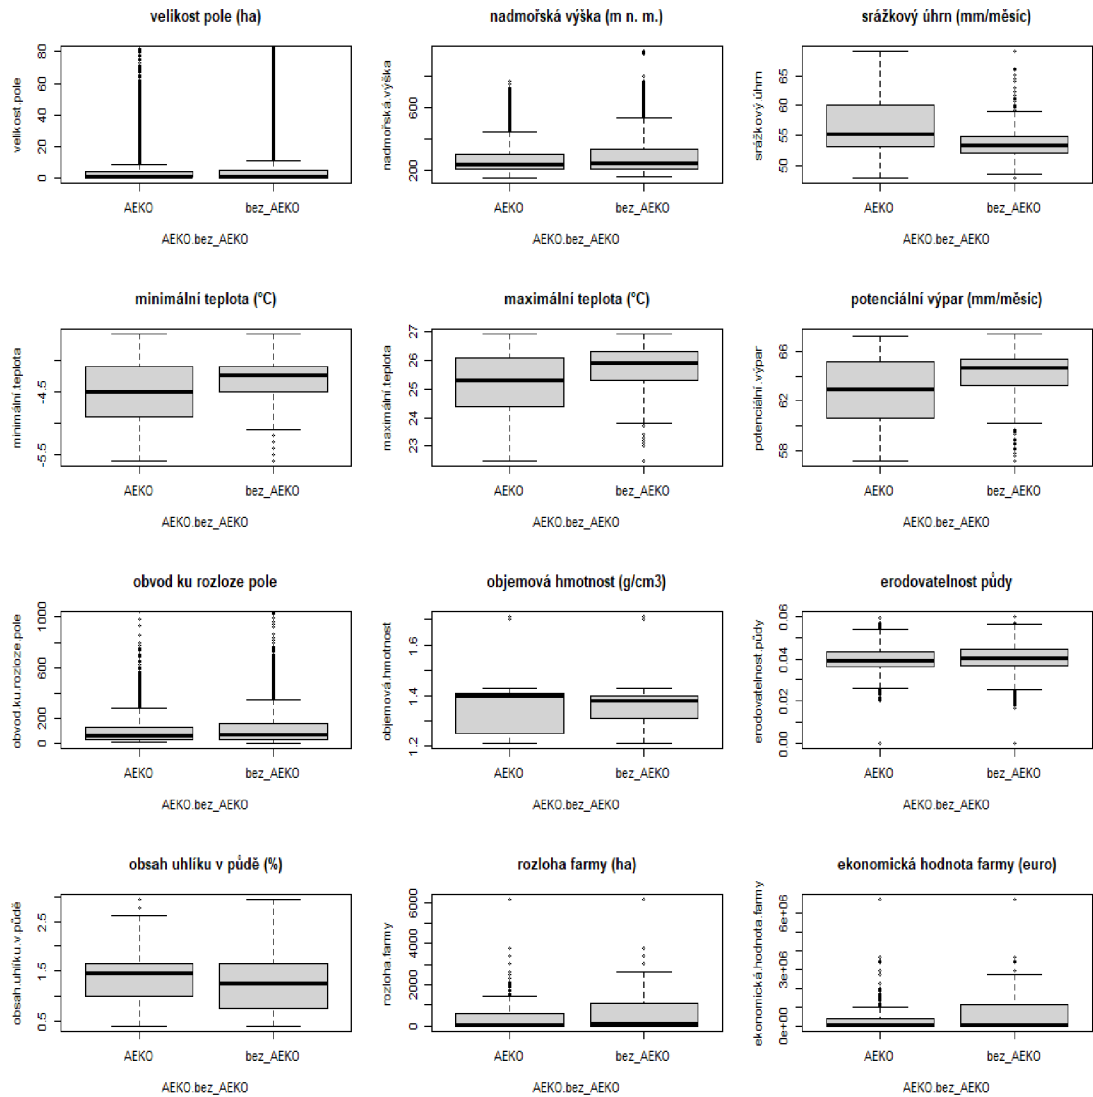 velikost pole (ha)
velikost.pole
0 20 40 60 80
AEKO bez_AEKO
AEKO.bez_AEKO
nadmořská výška (m n. m.)
nadmořská.výška
200 600
AEKO bez_AEKO
AEKO.bez_AEKO
srážkový úhrn (mm/měsíc)
srážkový úhrn
50 55 60 65
AEKO bez_AEKO
AEKO.bez_AEKO
minimální teplota (°C)
minimální.teplota
-5.5 -4.5
AEKO bez_AEKO
AEKO.bez_AEKO
maximální teplota (°C)
maximální.teplota
23 24 25 26 27
AEKO bez_AEKO
AEKO.bez_AEKO
potenciální výpar (mm/měsíc)
potenciální.výpar
58 62 66
AEKO bez_AEKO
AEKO.bez_AEKO
obvod ku rozloze pole
obvod.ku.rozloze.pole
0 200 600 1000
AEKO bez_AEKO
AEKO.bez_AEKO
objemová hmotnost (g/cm3)
objemová.hmotnost
1.2 1.4 1.6
AEKO bez_AEKO
AEKO.bez_AEKO
erodovatelnost půdy
erodovatelnost.půdy
0.00 0.02 0.04 0.06
AEKO bez_AEKO
AEKO.bez_AEKO
obsah uhlíku v půdě (%)
obsah.uhlíku.v.půdě
0.5 1.5 2.5
AEKO bez_AEKO
AEKO.bez_AEKO
rozloha farmy (ha)
rozloha.farmy
0 2000 4000 6000
AEKO bez_AEKO
AEKO.bez_AEKO
ekonomická hodnota farmy (euro)
ekonomická.hodnota.farmy
0e+00 3e+06 6e+06
AEKO bez_AEKO
AEKO.bez_AEKO